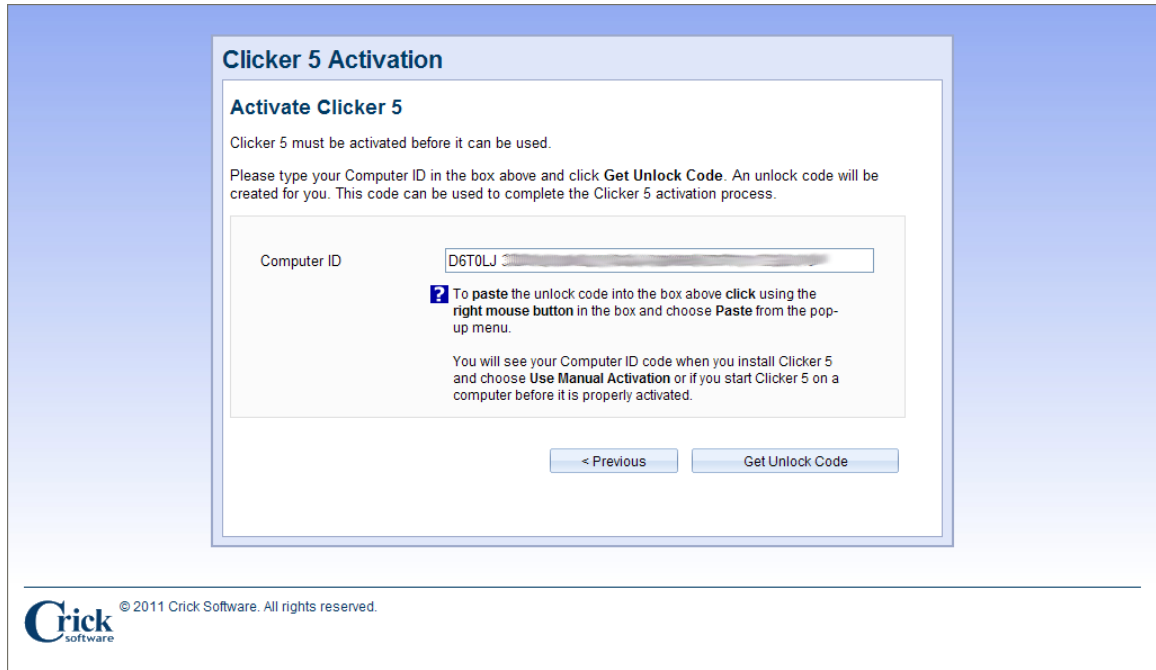 Clicker 5 Activation
Activate Clicker 5
Clicker 5 must be activated before it can be used.
Please type your Computer ID in the box above and click Get Unlock Code. An unlock code will be
created for you. This code can be used to complete the Clicker 5 activation process.
Computer ID
D6T0LJ
? To paste the unlock code into the box above click using the
right mouse button in the box and choose Paste from the pop-
up menu.
You will see your Computer ID code when you install Clicker 5
and choose Use Manual Activation or if you start Clicker 5 on a
computer before it is properly activated.
< Previous
Get Unlock Code
Crick
software
© 2011 Crick Software. All rights reserved.